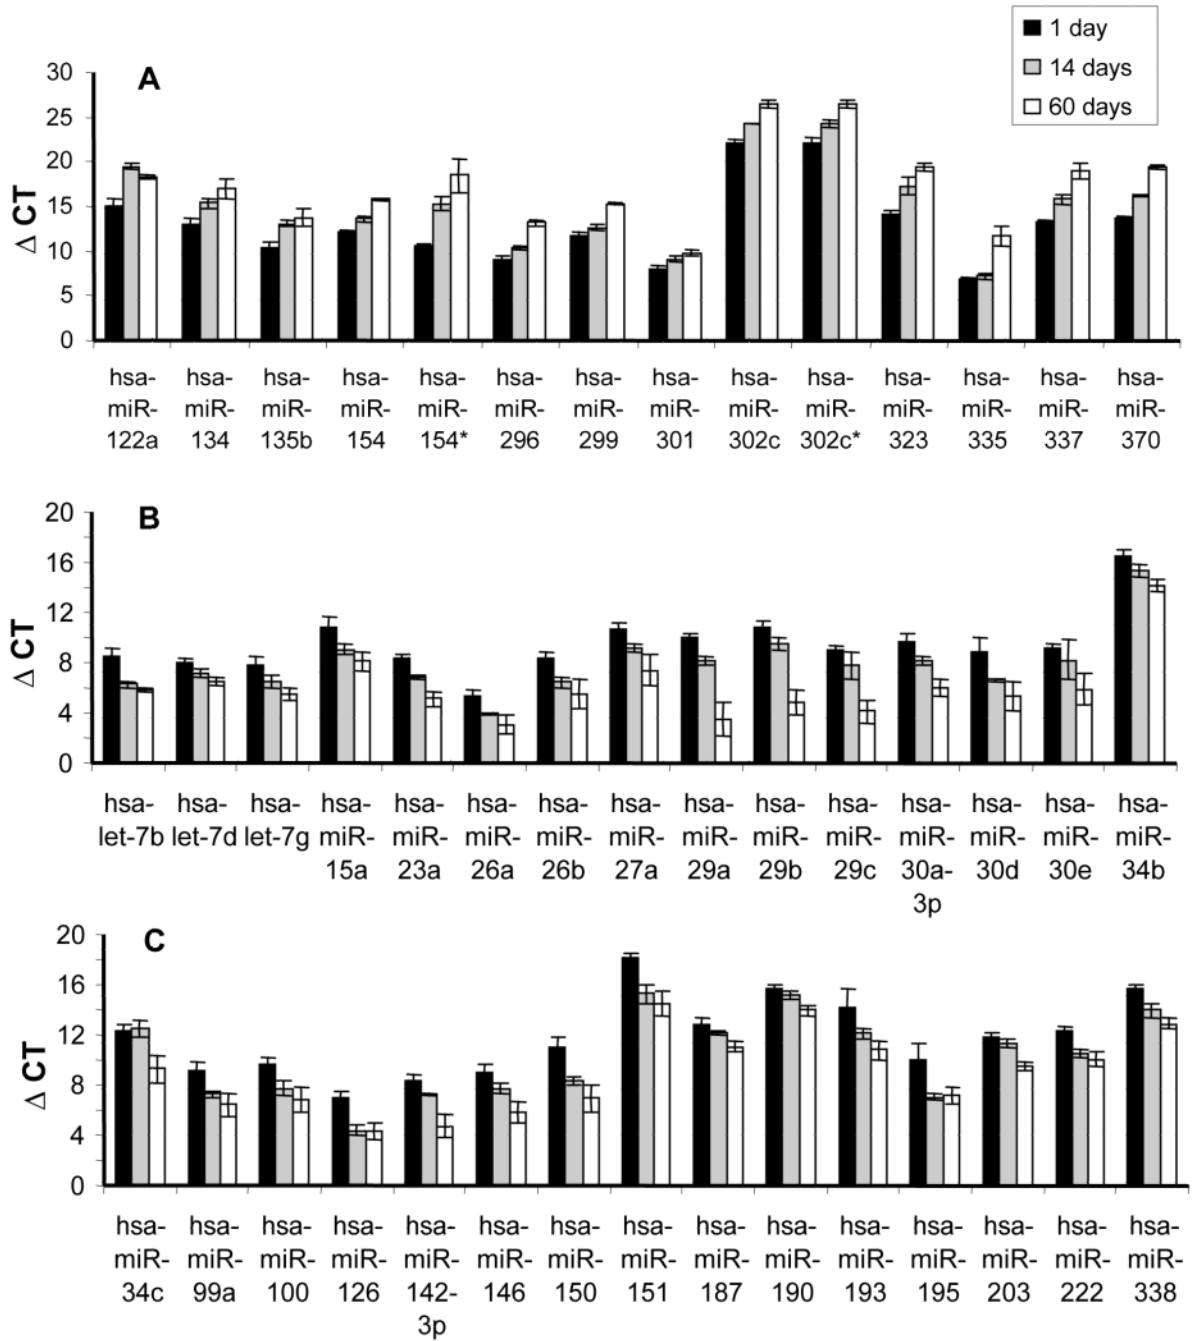 1 day
14 days
60 days
A
30
25
20
15
10
5
0
Δ CT
hsa- hsa- hsa- hsa- hsa- hsa- hsa- hsa- hsa- hsa- hsa- hsa- hsa- hsa-
miR- miR- miR- miR- miR- miR- miR- miR- miR- miR- miR- miR- miR- miR-
122a 134 135b 154 154* 296 299 301 302c 302c* 323 335 337 370
B
20
16
12
8
4
0
Δ CT
hsa- hsa- hsa- hsa- hsa- hsa- hsa- hsa- hsa- hsa- hsa- hsa- hsa- hsa- hsa-
let-7b let-7d let-7g miR- miR- miR- miR- miR- miR- miR- miR- miR- miR- miR- miR-
15a 23a 26a 26b 27a 29a 29b 29c 30a- 30d 30e 34b
3p
C
20
16
12
8
4
0
Δ CT
hsa- hsa- hsa- hsa- hsa- hsa- hsa- hsa- hsa- hsa- hsa- hsa- hsa- hsa- hsa-
miR- miR- miR- miR- miR- miR- miR- miR- miR- miR- miR- miR- miR- miR- miR-
34c 99a 100 126 142- 146 150 151 187 190 193 195 203 222 338
3p